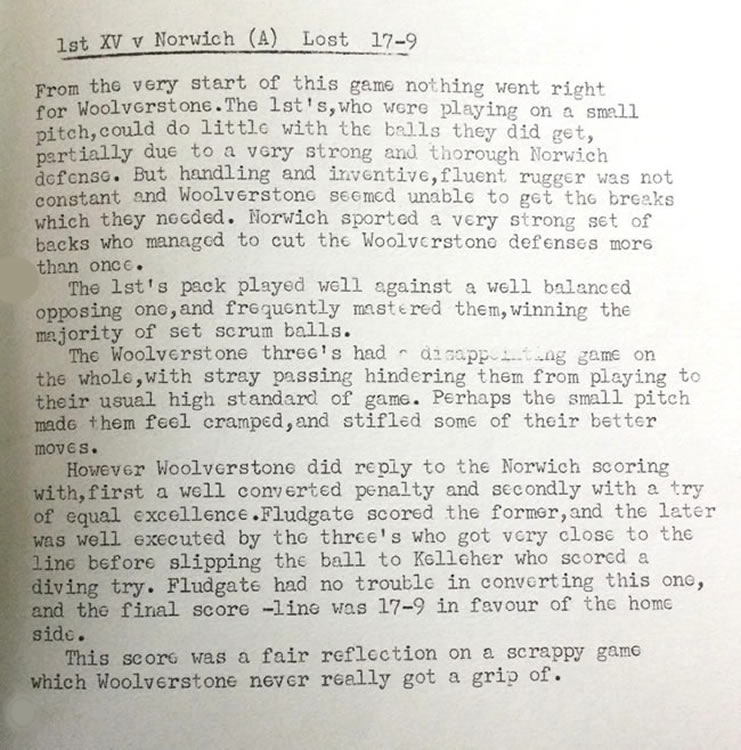 1st XV v Norwich (A)  Lost  17-9
From the very start of this game nothing went right
for Woolverstone.The 1st's,who were playing on a small
pitch,could do little with the balls they did get,
partially due to a very strong and thorough Norwich
defense. But handling and inventive,fluent rugger was not
constant and Woolverstone seemed unable to get the breaks
which they needed. Norwich sported a very strong set of
backs who managed to cut the Woolverstone defenses more
than once.
The 1st's pack played well against a well balanced
opposing one,and frequently mastered them,winning the
majority of set scrum balls.
The Woolverstone three's had a disappointing game on
the whole,with stray passing hindering them from playing to
their usual high standard of game. Perhaps the small pitch
made them feel cramped,and stifled some of their better
moves.
However Woolverstone did reply to the Norwich scoring
with,first a well converted penalty and secondly with a try
of equal excellence.Fludgate scored the former,and the later
was well executed by the three's who got very close to the
line before slipping the ball to Kelleher who scored a
diving try. Fludgate had no trouble in converting this one,
and the final score -line was 17-9 in favour of the home
side.
This score was a fair reflection on a scrappy game
which Woolverstone never really got a grip of.